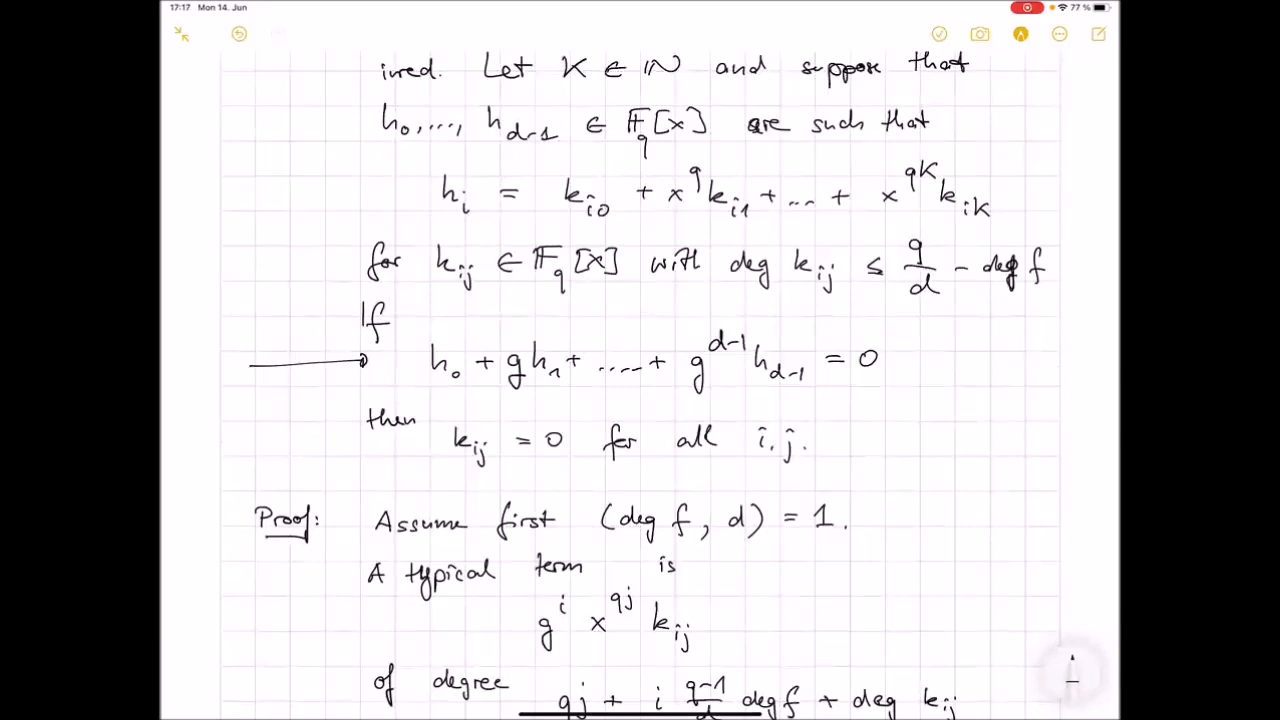 17:17 Mon 14. Jun
77 %
irred. Let K ∈ ℕ and suppose that
h₀,..., h_{d-1} ∈ 𝔽_q[x] are such that
h_i = k_{i0} + x^q k_{i1} + ... + x^{qK} k_{iK}
for k_{ij} ∈ 𝔽_q[x] with deg k_{ij} ≤ q/d - deg f
If
h₀ + g h₁ + .... + g^{d-1} h_{d-1} = 0
then
k_{ij} = 0 for all i,j.
Proof: Assume first (deg f, d) = 1.
A typical term is
g^i x^{qj} k_{ij}
of degree qj + i (q-1)/d deg f + deg k_{ij}